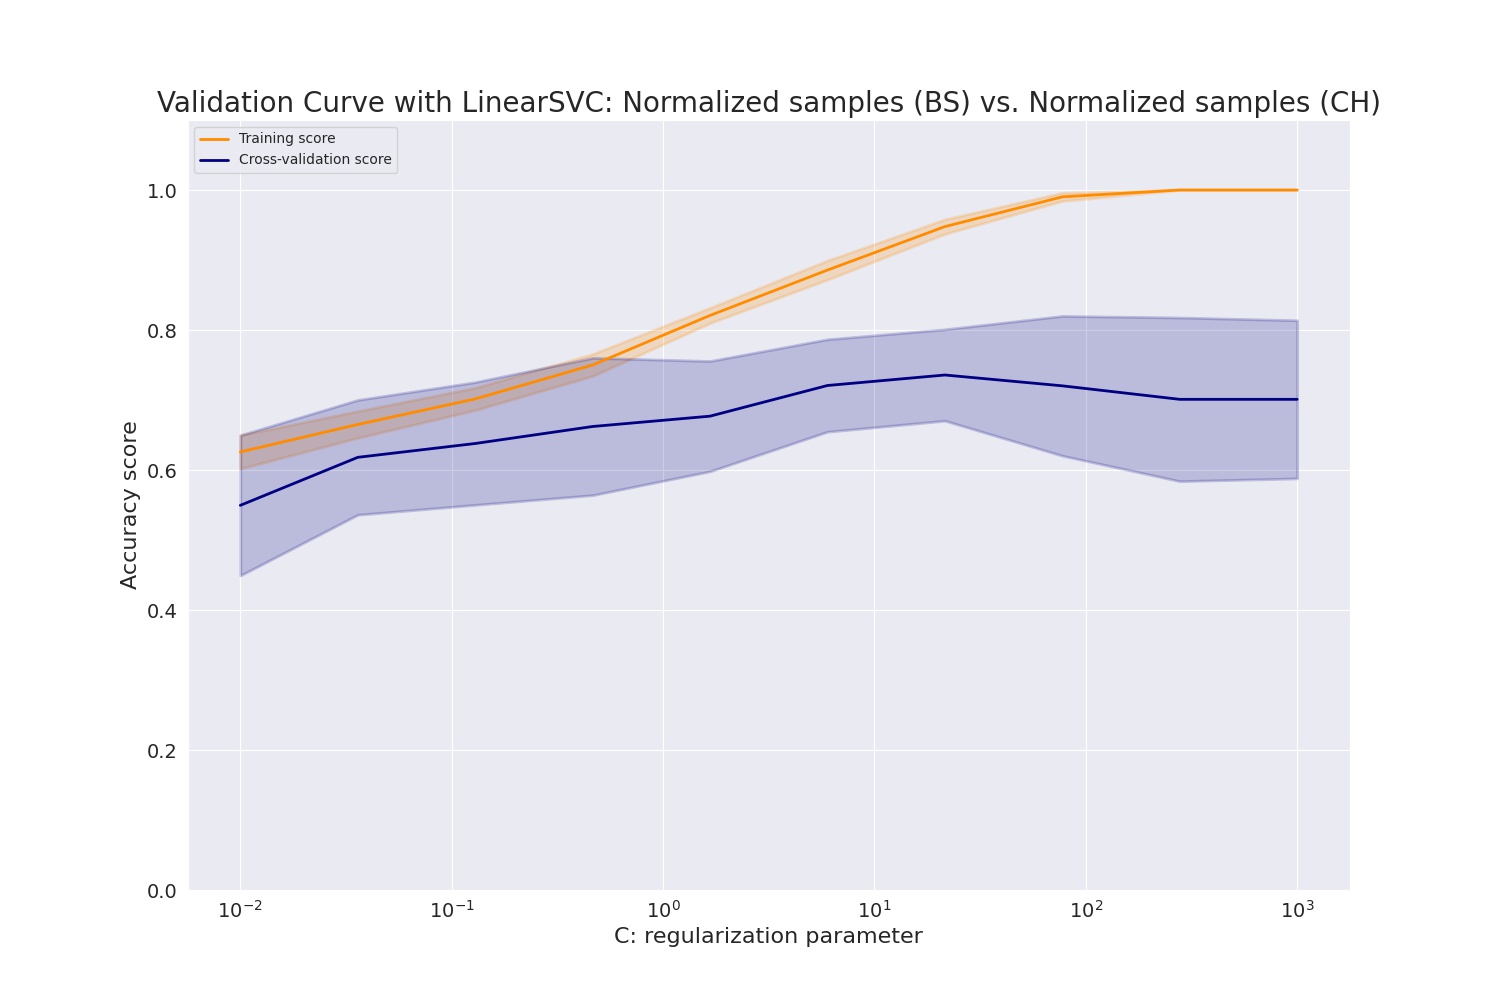 Validation Curve with LinearSVC: Normalized samples (BS) vs. Normalized samples (CH)
Training score
Cross-validation score
1.0
0.8
0.6
0.4
0.2
0.0
Accuracy score
10⁻² 10⁻¹ 10⁰ 10¹ 10² 10³
C: regularization parameter